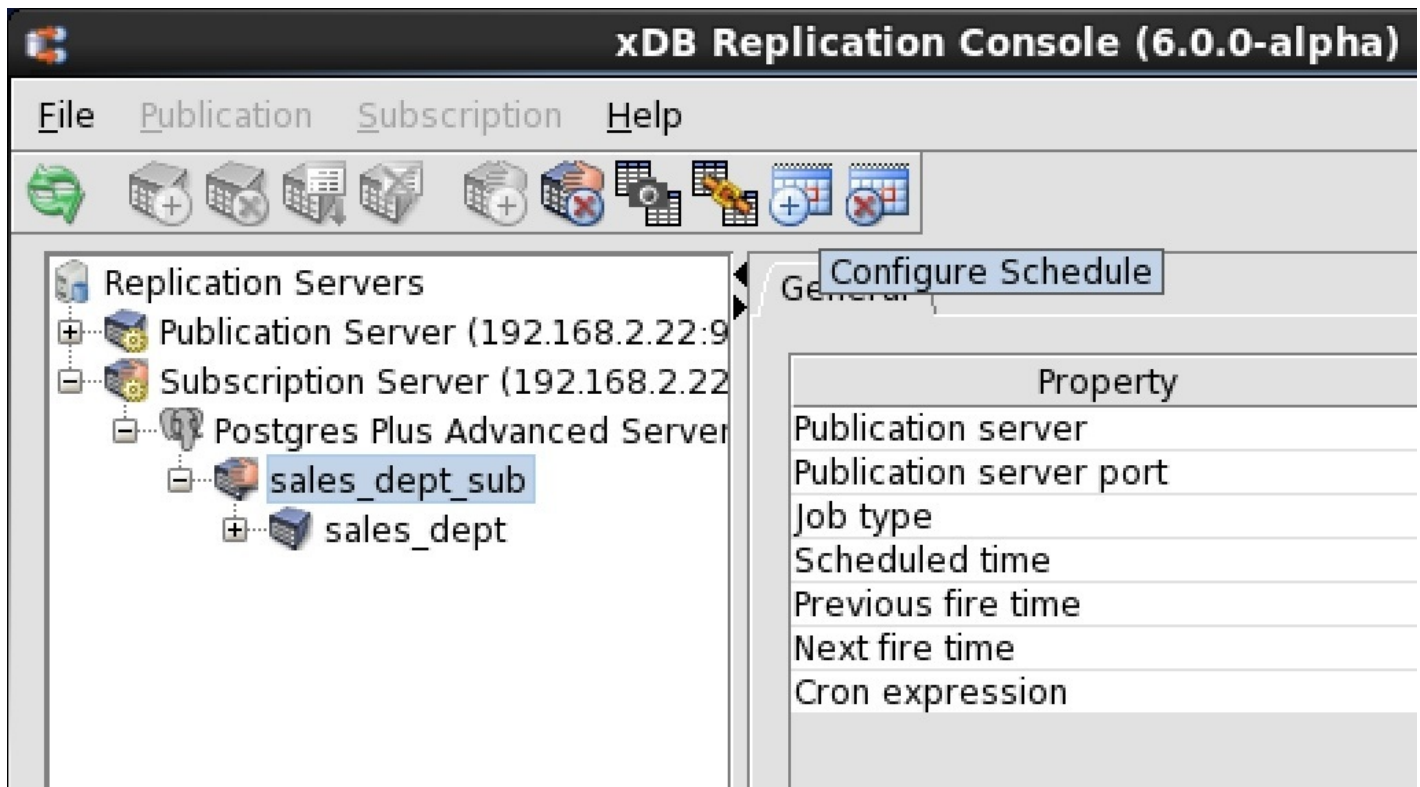 xDB Replication Console (6.0.0-alpha)
File Publication Subscription Help
Configure Schedule
General
Replication Servers
Publication Server (192.168.2.22:9
Subscription Server (192.168.2.22
Postgres Plus Advanced Server
sales_dept_sub
sales_dept
Property
Publication server
Publication server port
Job type
Scheduled time
Previous fire time
Next fire time
Cron expression